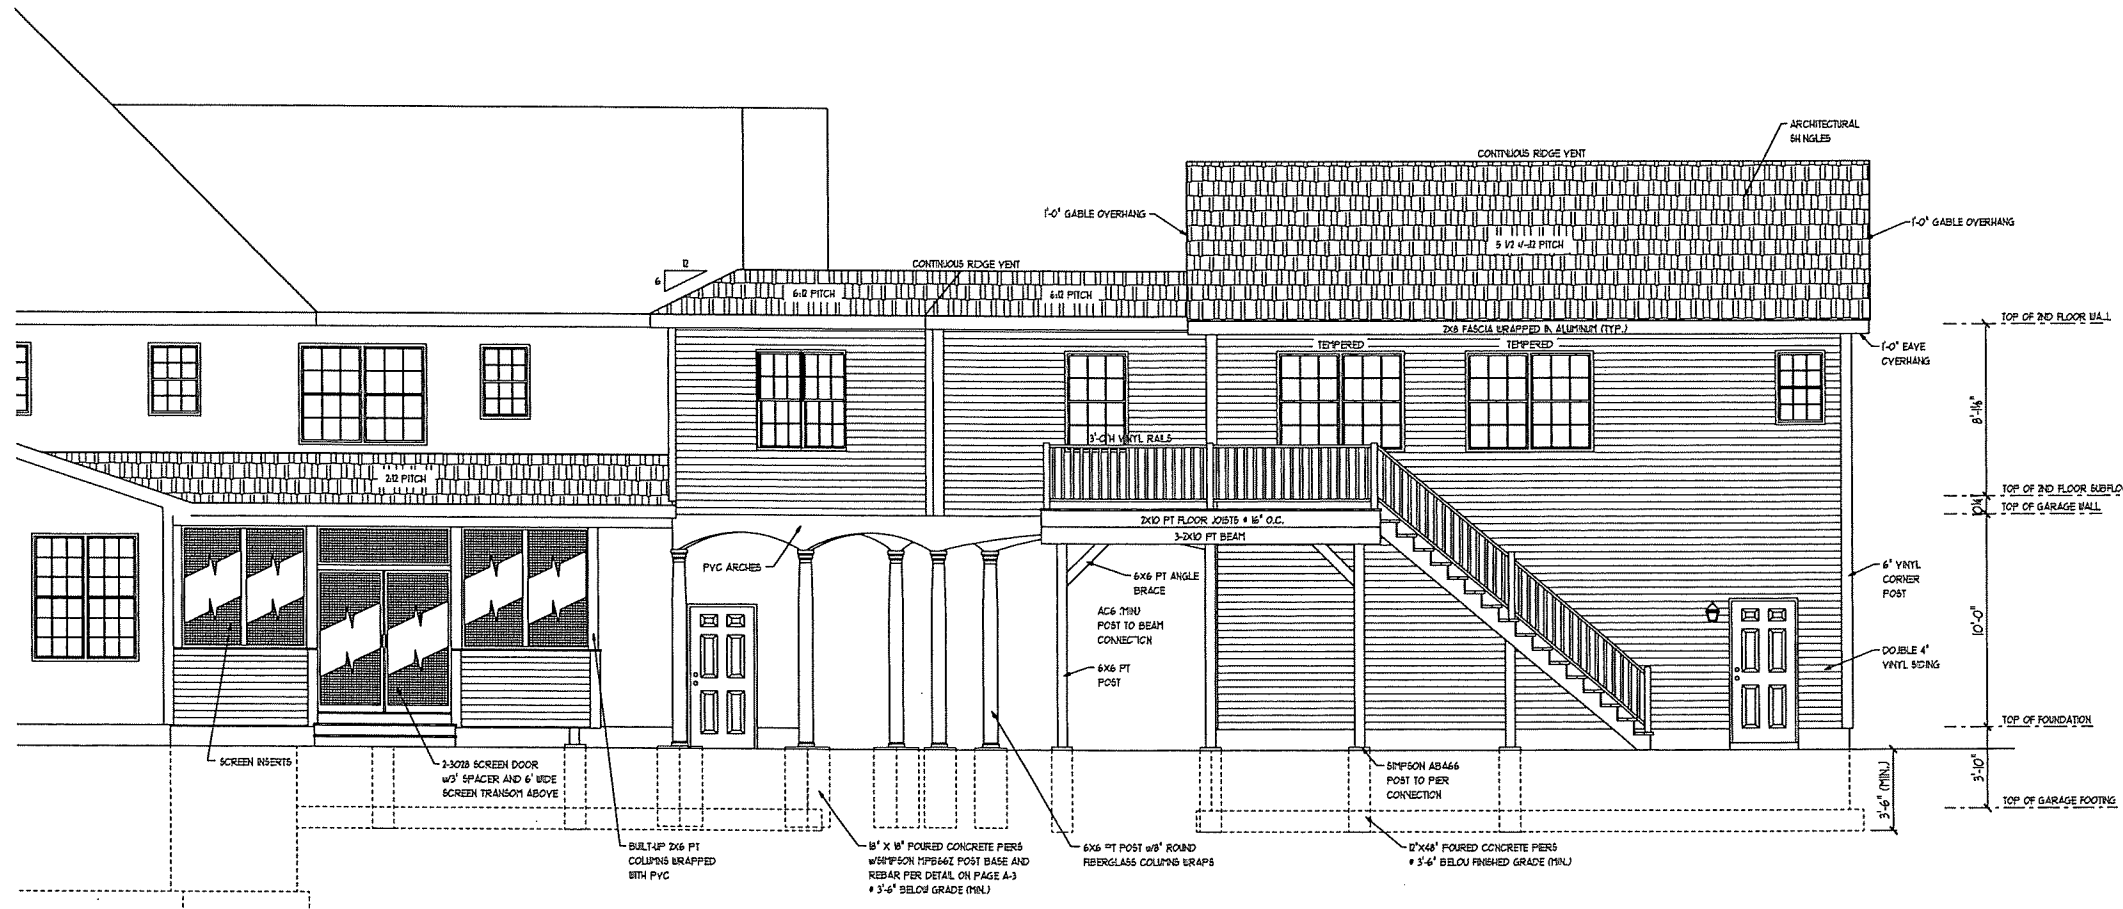 ARCHITECTURAL
SHINGLES
CONTINUOUS RIDGE VENT
1'-0" GABLE OVERHANG
1'-0" GABLE OVERHANG
5 1/2 +/-:12 PITCH
12
6
CONTINUOUS RIDGE VENT
6:12 PITCH
6:12 PITCH
TOP OF 2ND FLOOR WALL
2X8 FASCIA WRAPPED IN ALUMINUM (TYP.)
TEMPERED
TEMPERED
1'-0" EAVE
OVERHANG
8'-1 1/8"
3'-0"H VINYL RAILS
2:12 PITCH
TOP OF 2ND FLOOR SUBFLO
TOP OF GARAGE WALL
2X10 PT FLOOR JOISTS @ 16" O.C.
3-2X10 PT BEAM
PVC ARCHES
6X6 PT ANGLE
BRACE
6" VINYL
CORNER
POST
AC6 (MIN)
POST TO BEAM
CONNECTION
10'-0"
6X6 PT
POST
DOUBLE 4"
VINYL SIDING
TOP OF FOUNDATION
SCREEN INSERTS
2-3028 SCREEN DOOR
W/3' SPACER AND 6' WIDE
SCREEN TRANSOM ABOVE
SIMPSON ABA66
POST TO PIER
CONNECTION
3'-6" (MIN.)
3'-10"
TOP OF GARAGE FOOTING
BUILT-UP 2X6 PT
COLUMNS WRAPPED
WITH PVC
18" X 18" POURED CONCRETE PIERS
W/SIMPSON MPB66Z POST BASE AND
REBAR PER DETAIL ON PAGE A-3
@ 3'-6" BELOW GRADE (MIN.)
6X6 PT POST W/8" ROUND
FIBERGLASS COLUMNS WRAPS
12"X48" POURED CONCRETE PIERS
@ 3'-6" BELOW FINISHED GRADE (MIN.)